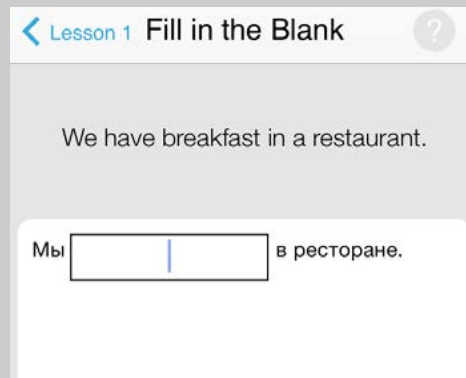 Lesson 1 Fill in the Blank ?
We have breakfast in a restaurant.
Мы в ресторане.